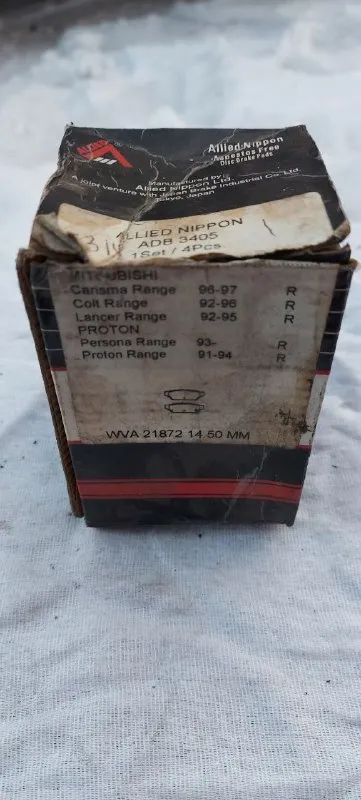 Allied Nippon
Asbestos Free
Disc Brake Pads
Manufactured by
Allied Nippon Ltd.
A joint venture with Japan Brake Industrial Co Ltd
Tokyo, Japan
ALLIED NIPPON
ADB 3405
1Set / 4Pcs.
MITSUBISHI
Carisma Range 96-97 R
Colt Range 92-96 R
Lancer Range 92-95 R
PROTON
Persona Range 93- R
Proton Range 91-94 R
WVA 21872 14.50 MM